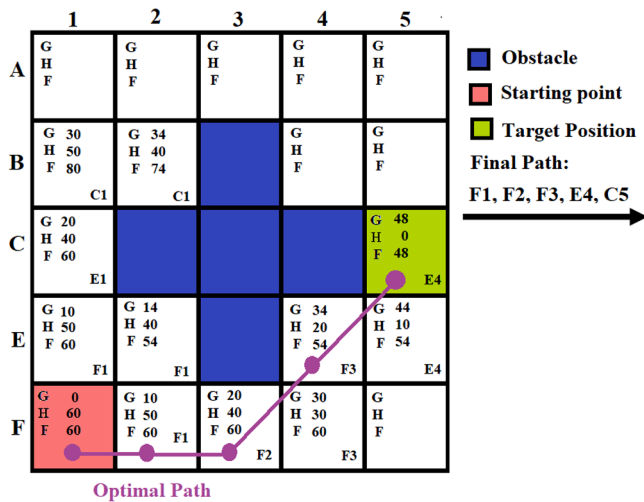 1 2 3 4 5
A
G
H
F
G
H
F
G
H
F
G
H
F
G
H
F
B
G 30
H 50
F 80
C1
G 34
H 40
F 74
C1
G
H
F
G
H
F
C
G 20
H 40
F 60
E1
G 48
H 0
F 48
E4
E
G 10
H 50
F 60
F1
G 14
H 40
F 54
F1
G 34
H 20
F 54
F3
G 44
H 10
F 54
E4
F
G 0
H 60
F 60
G 10
H 50
F 60
F1
G 20
H 40
F 60
F2
G 30
H 30
F 60
F3
G
H
F
Optimal Path
Obstacle
Starting point
Target Position
Final Path:
F1, F2, F3, E4, C5